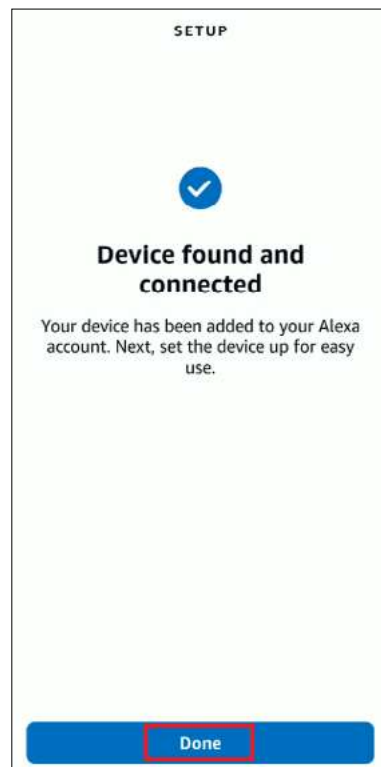 SETUP
Device found and
connected
Your device has been added to your Alexa
account. Next, set the device up for easy
use.
Done